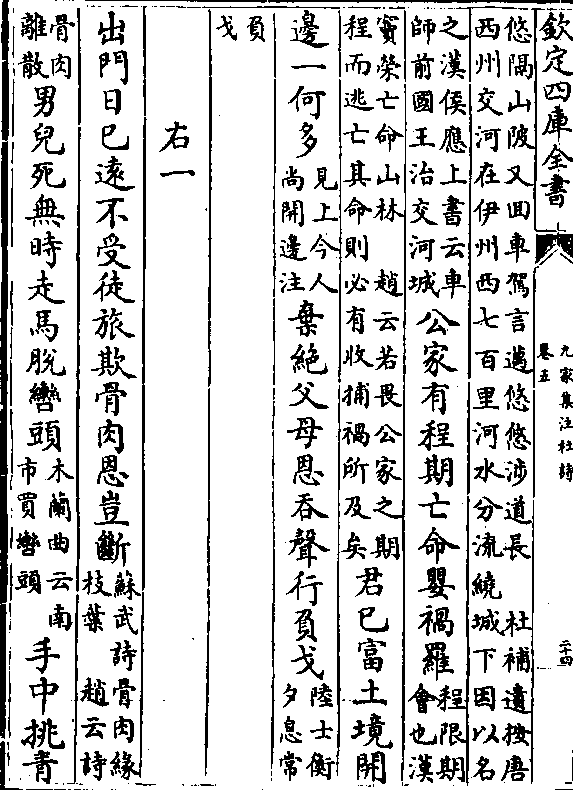 欽定四庫全書
九家集注杜詩
卷五
二十四
悠隔山陂又回車駕言邁悠悠涉道長　杜補遺按唐
西州交河在伊州西七百里河水分流繞城下因以名
之漢侯應上書云車
師前國王治交河城
公家有程期亡命嬰禍羅
程限期
會也漢
竇榮亡命山林　趙云若畏公家之期
程而逃亡其命則必有收捕禍所及矣
君已富土境開
邊一何多
見上今人
尚開邊注
棄絕父母恩吞聲行負戈
陸士衡
夕息常
負
戈
右一
出門日已遠不受徒旅欺骨肉恩豈斷
蘇武詩骨肉緣
枝葉　趙云詩
骨肉
離散
男兒死無時走馬脫轡頭
木蘭曲云南
市買轡頭
手中挑青